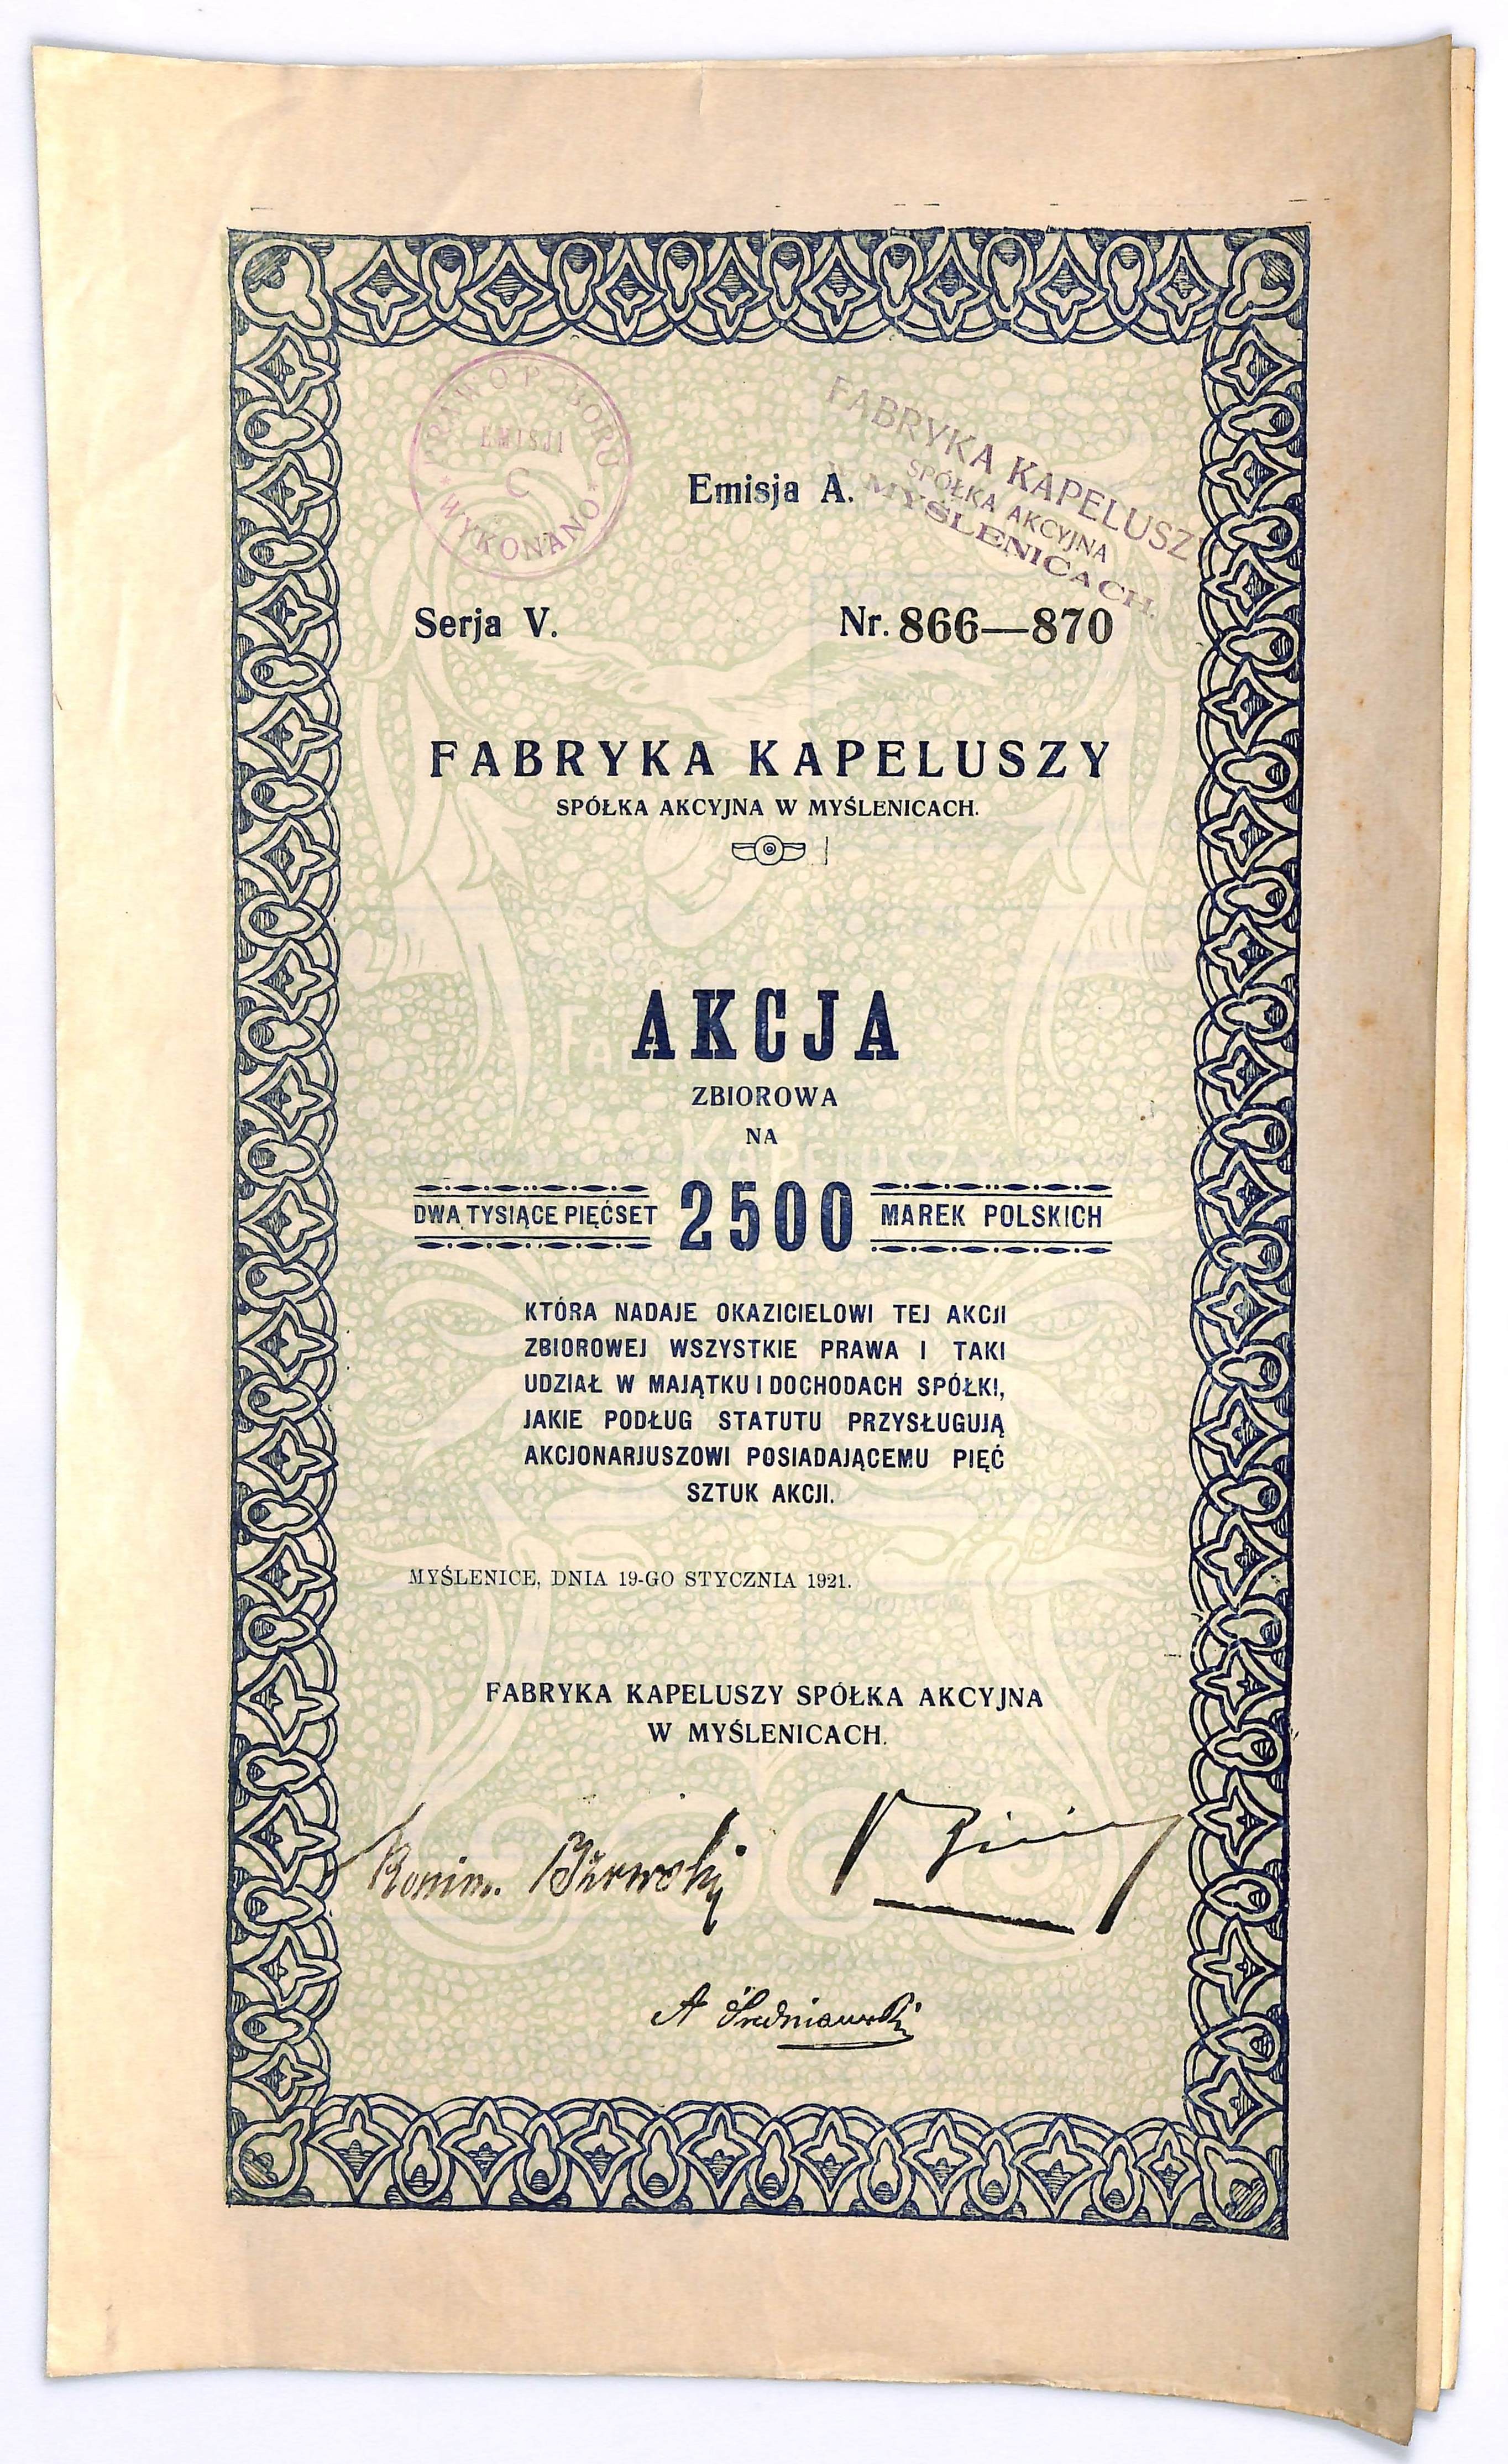 PRAWO POBORU
EMISJI
C
* WYKONANO *
FABRYKA KAPELUSZY
SPÓŁKA AKCYJNA
W MYŚLENICACH.
Emisja A.
Serja V.
Nr. 866—870
FABRYKA KAPELUSZY
SPÓŁKA AKCYJNA W MYŚLENICACH.
AKCJA
ZBIOROWA
NA
DWA TYSIĄCE PIĘĆSET 2500 MAREK POLSKICH
KTÓRA NADAJE OKAZICIELOWI TEJ AKCJI
ZBIOROWEJ WSZYSTKIE PRAWA I TAKI
UDZIAŁ W MAJĄTKU I DOCHODACH SPÓŁKI,
JAKIE PODŁUG STATUTU PRZYSŁUGUJĄ
AKCJONARJUSZOWI POSIADAJĄCEMU PIĘĆ
SZTUK AKCJI.
MYŚLENICE, DNIA 19-GO STYCZNIA 1921.
FABRYKA KAPELUSZY SPÓŁKA AKCYJNA
W MYŚLENICACH.
A Średniawski